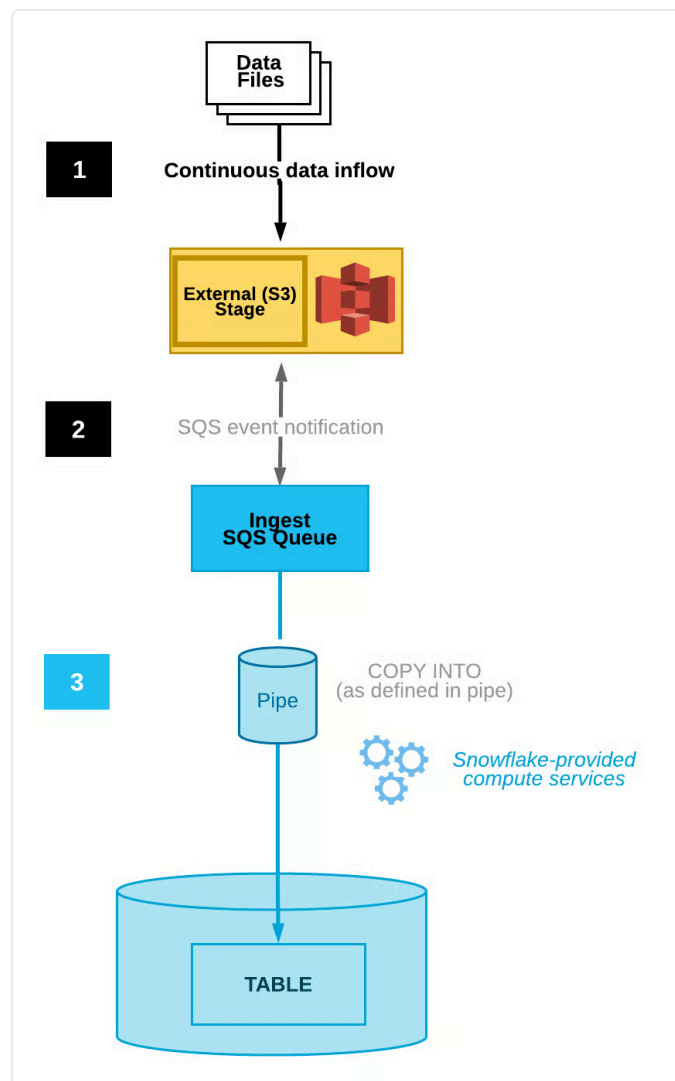 Data
Files
1
Continuous data inflow
External (S3)
Stage
2
SQS event notification
Ingest
SQS Queue
3
Pipe
COPY INTO
(as defined in pipe)
Snowflake-provided
compute services
TABLE